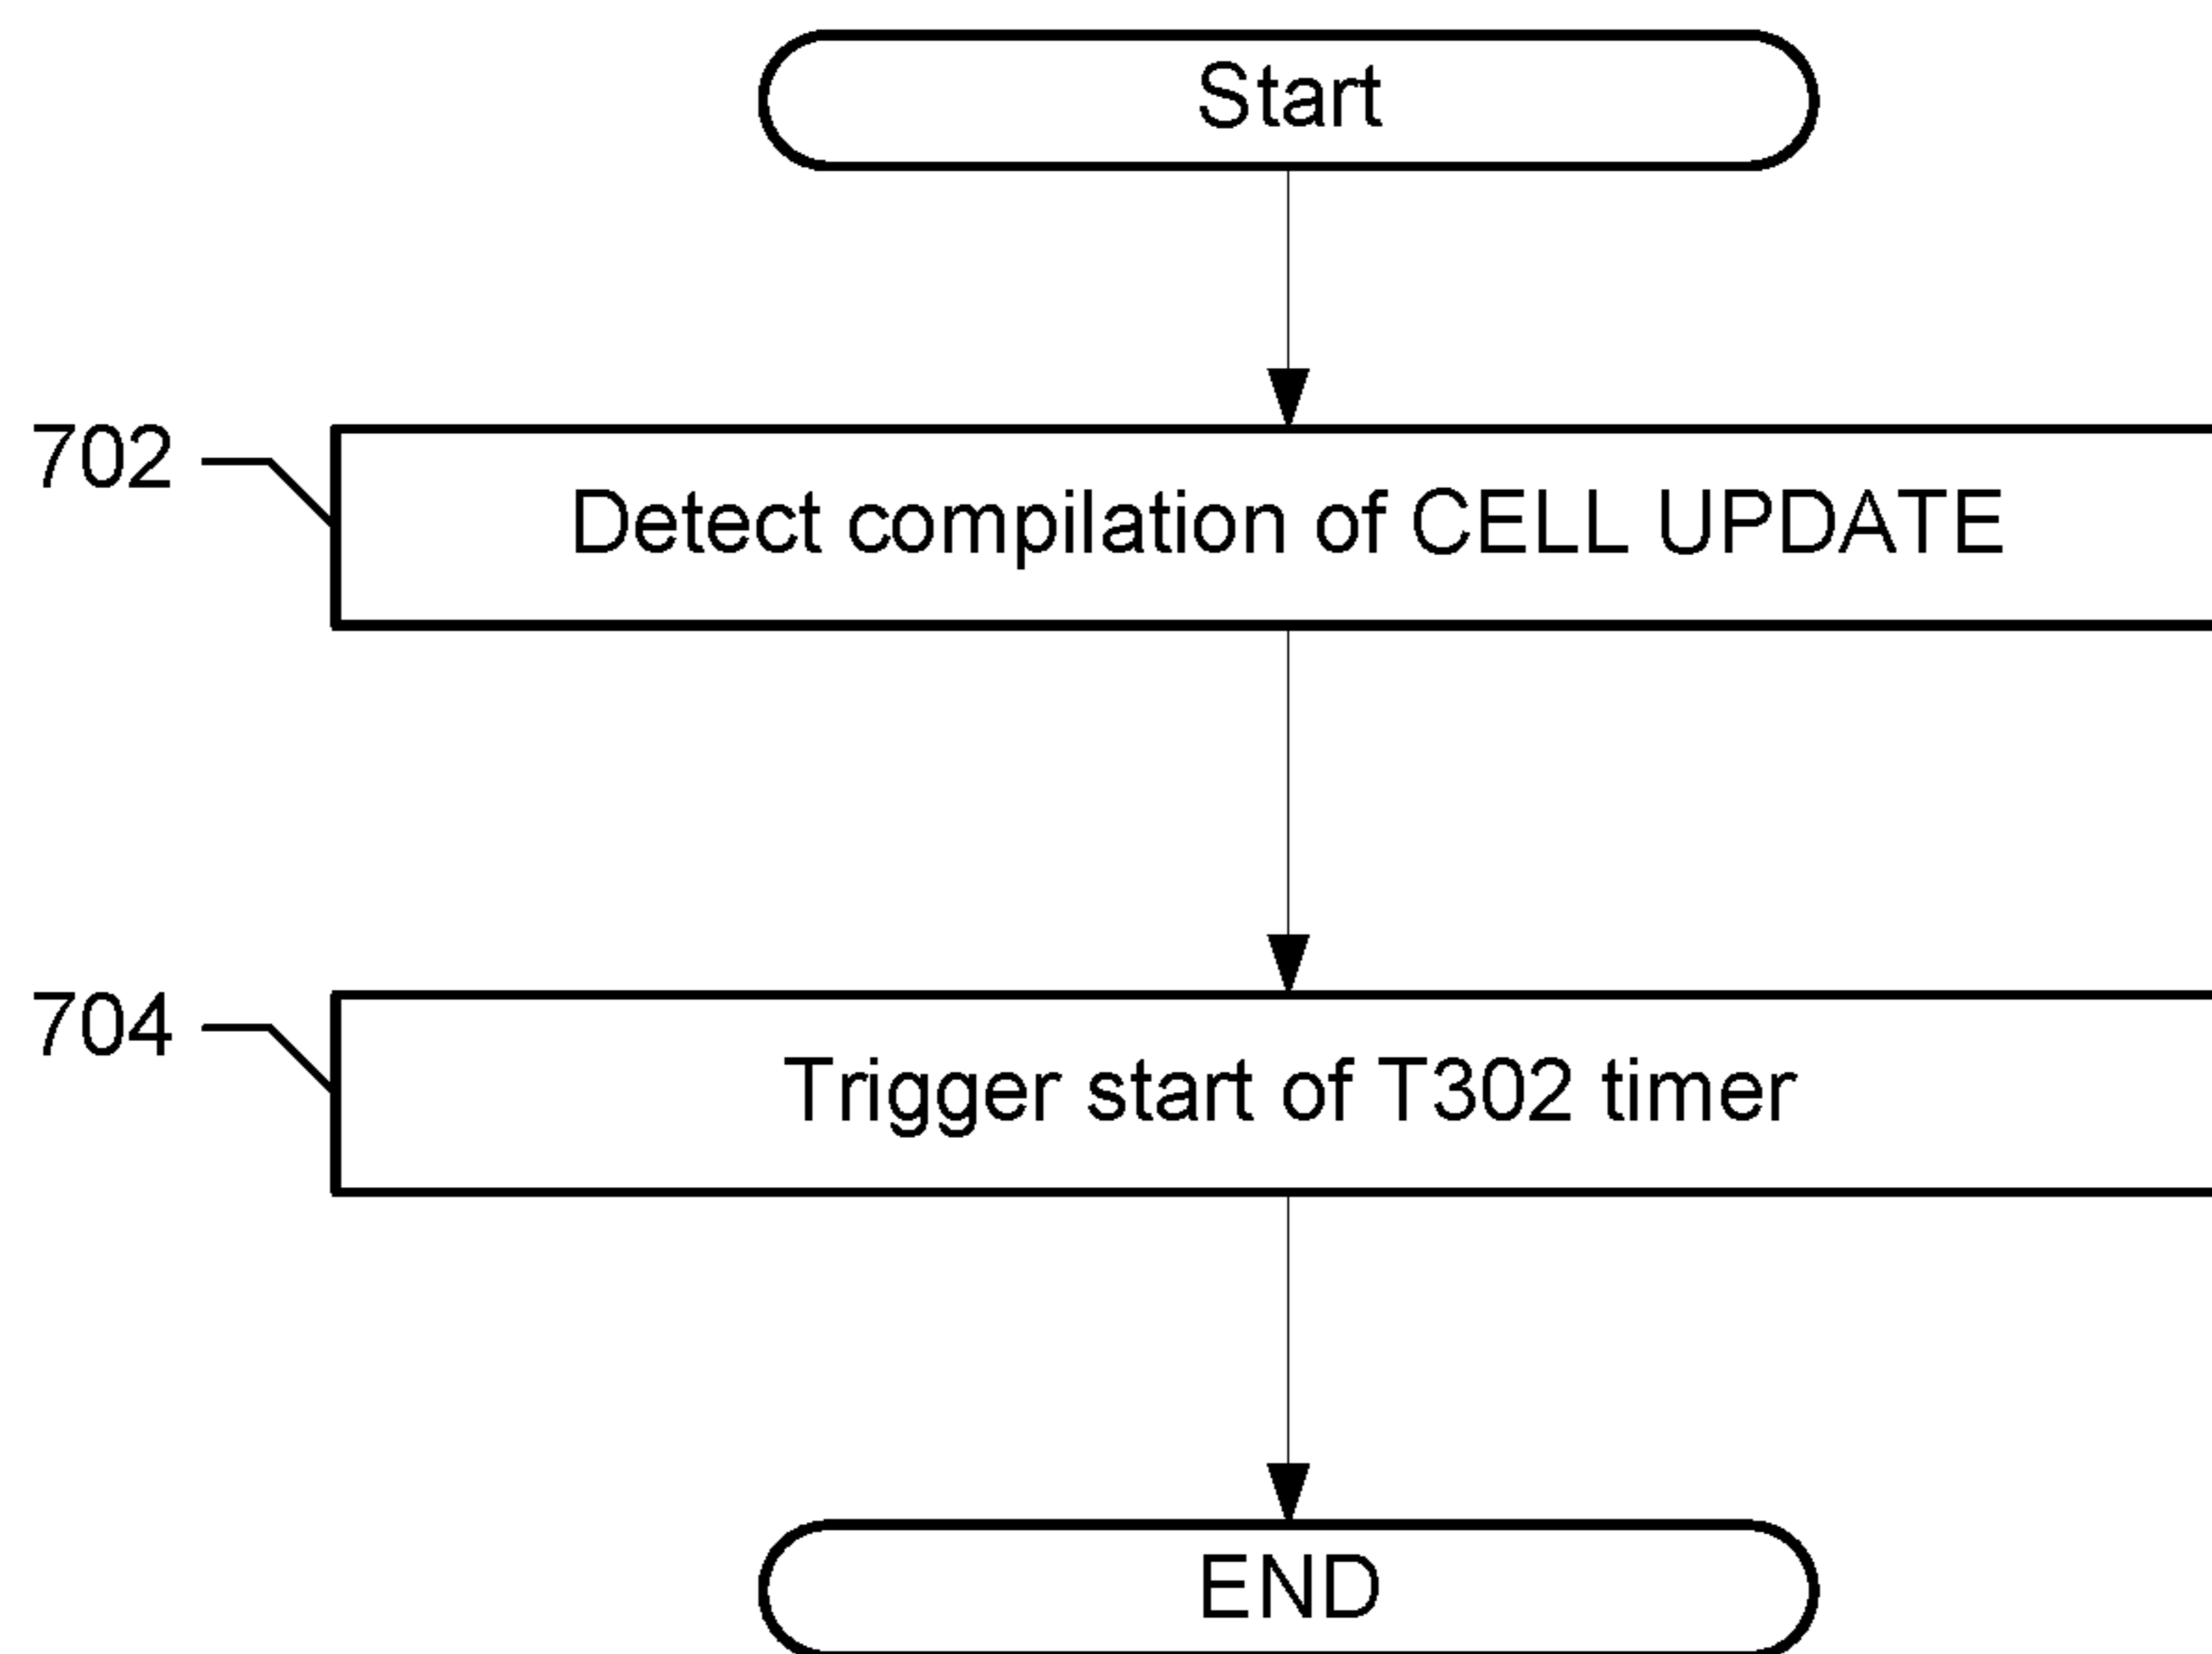 Start
702
Detect compilation of CELL UPDATE
704
Trigger start of T302 timer
END